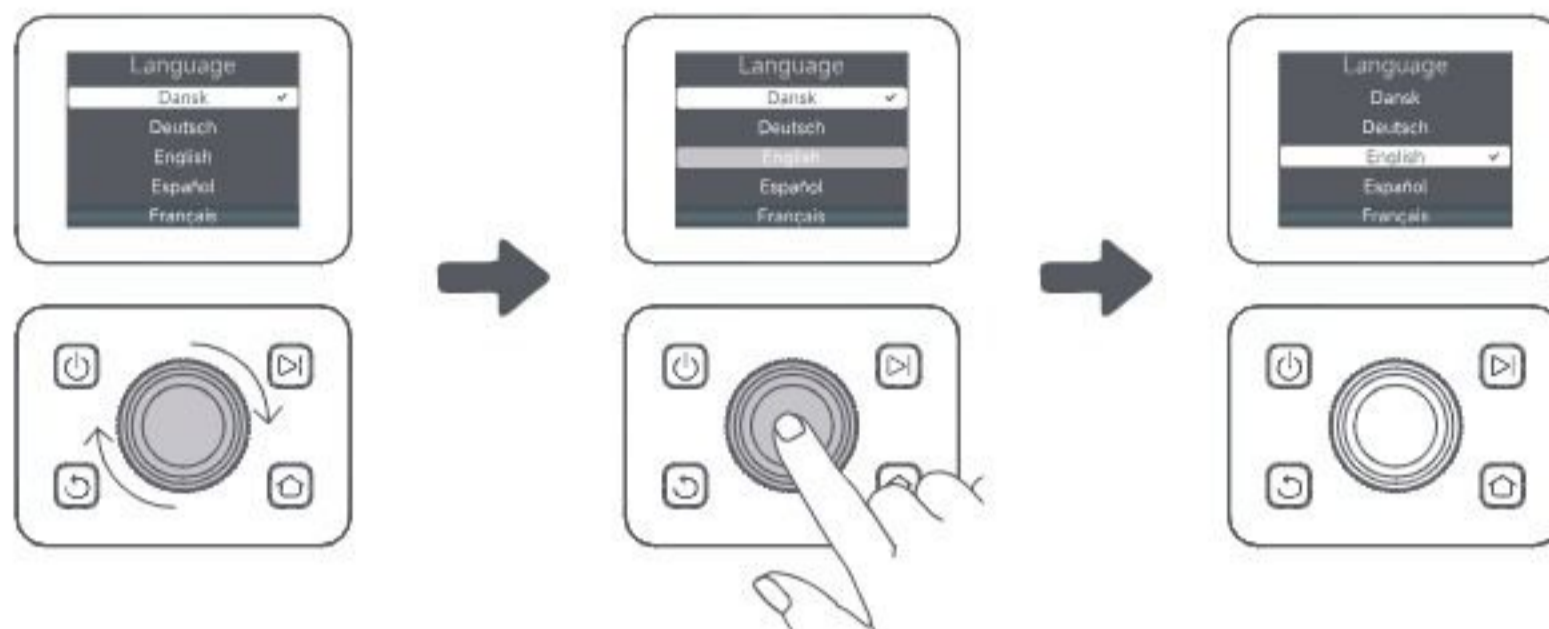 Language
Dansk
Deutsch
English
Español
Français
Language
Dansk
Deutsch
English
Español
Français
Language
Dansk
Deutsch
English
Español
Français